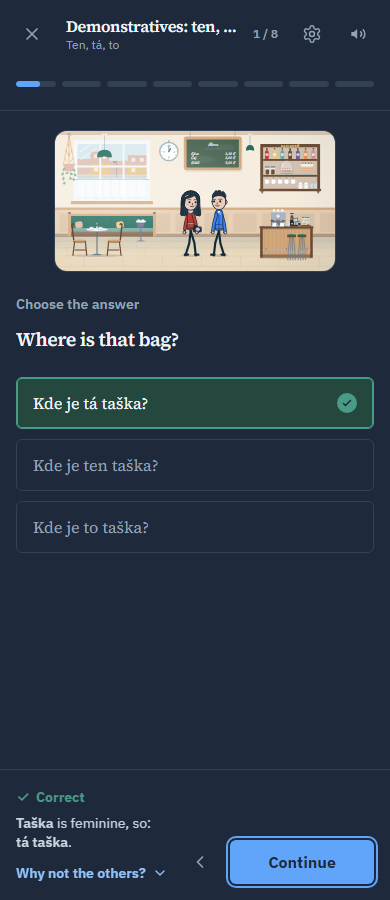 Demonstratives: ten, ...
Ten, tá, to
1 / 8
Choose the answer
Where is that bag?
Kde je tá taška?
Kde je ten taška?
Kde je to taška?
Correct
Taška is feminine, so:
tá taška.
Why not the others?
Continue